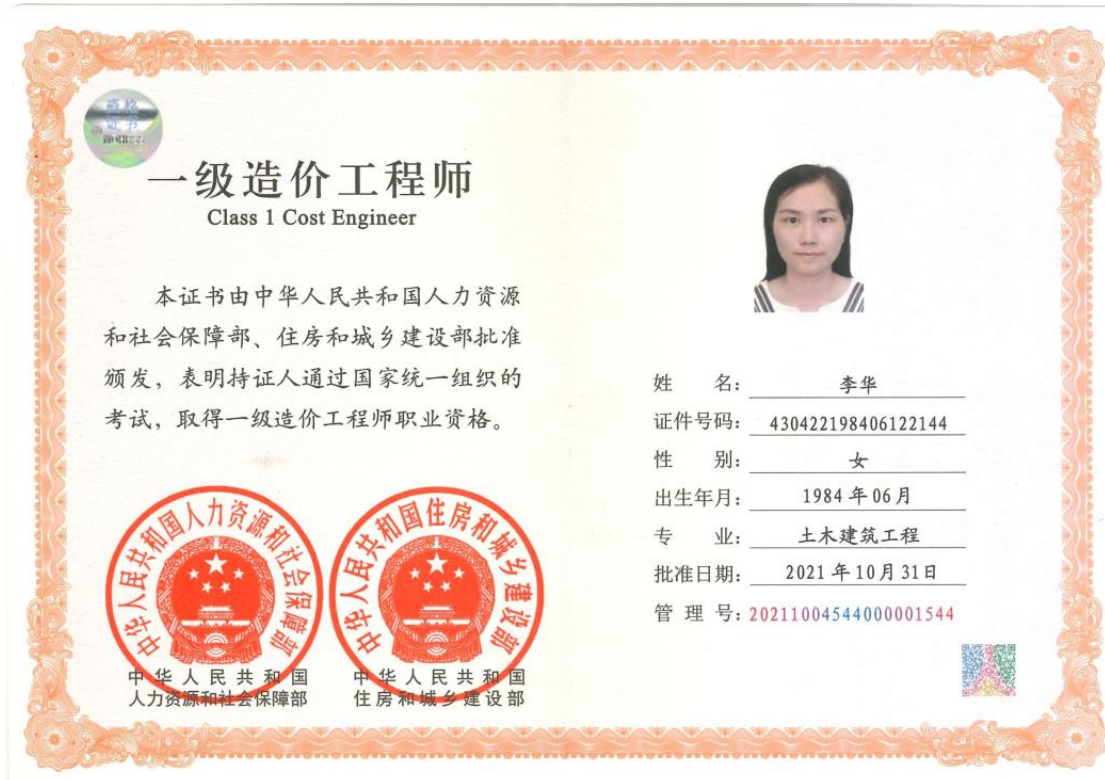 资格
证书
一级造价工程师
Class 1 Cost Engineer
本证书由中华人民共和国人力资源
和社会保障部、住房和城乡建设部批准
颁发，表明持证人通过国家统一组织的
考试，取得一级造价工程师职业资格。
中华人民共和国人力资源和社会保障部
中华人民共和国住房和城乡建设部
中华人民共和国
人力资源和社会保障部
中华人民共和国
住房和城乡建设部
姓 名： 李华
证件号码： 430422198406122144
性 别： 女
出生年月： 1984年06月
专 业： 土木建筑工程
批准日期： 2021年10月31日
管 理 号：20211004544000001544